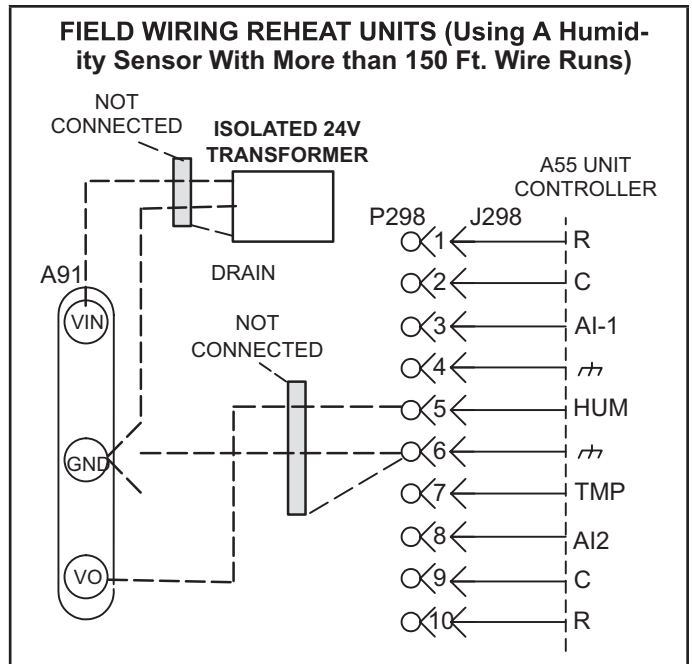 FIELD WIRING REHEAT UNITS (Using A Humid-
ity Sensor With More than 150 Ft. Wire Runs)
NOT
CONNECTED
ISOLATED 24V
TRANSFORMER
A55 UNIT
CONTROLLER
P298 J298
A91
DRAIN
VIN
NOT
CONNECTED
GND
VO
1 R
2 C
3 AI-1
4
5 HUM
6
7 TMP
8 AI2
9 C
10 R